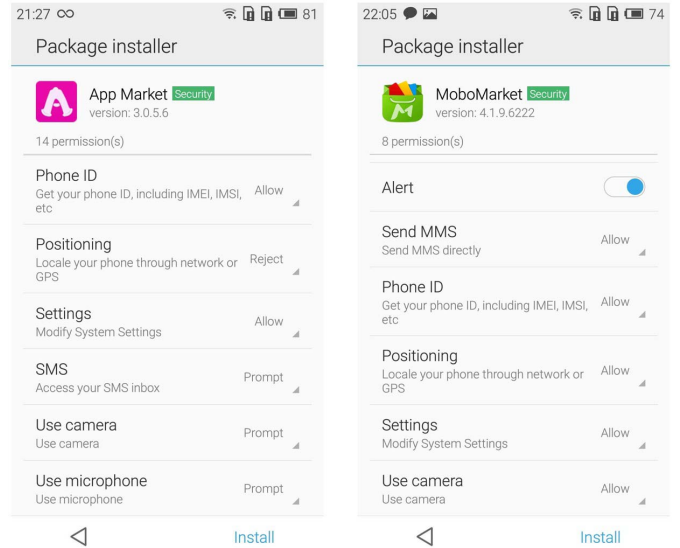 21:27 81
Package installer
App Market Security
version: 3.0.5.6
14 permission(s)
Phone ID
Get your phone ID, including IMEI, IMSI, etc
Allow
Positioning
Locale your phone through network or GPS
Reject
Settings
Modify System Settings
Allow
SMS
Access your SMS inbox
Prompt
Use camera
Use camera
Prompt
Use microphone
Use microphone
Prompt
Install
22:05 74
Package installer
MoboMarket Security
version: 4.1.9.6222
8 permission(s)
Alert
Send MMS
Send MMS directly
Allow
Phone ID
Get your phone ID, including IMEI, IMSI, etc
Allow
Positioning
Locale your phone through network or GPS
Allow
Settings
Modify System Settings
Allow
Use camera
Use camera
Allow
Install